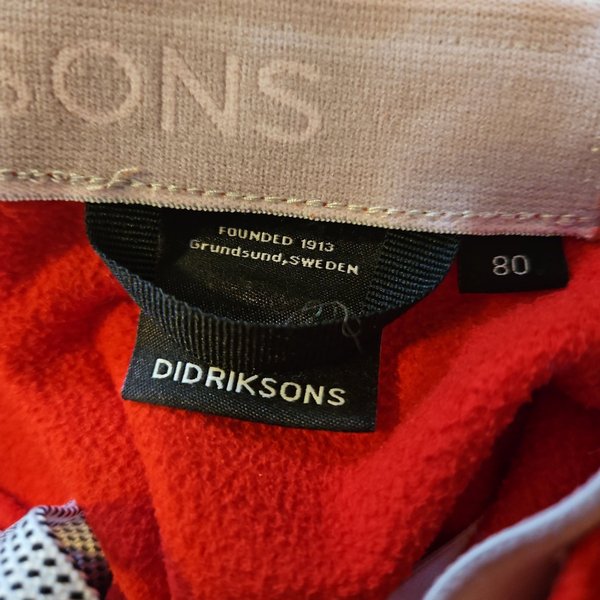 SONS
FOUNDED 1913
Grundsund, SWEDEN
80
DIDRIKSONS